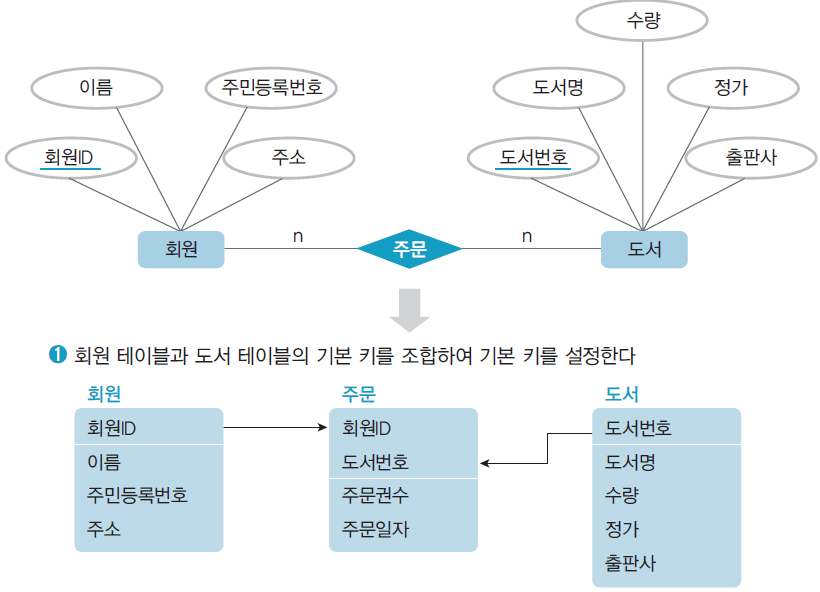 수량
이름
주민등록번호
도서명
정가
회원ID
주소
도서번호
출판사
회원
n
주문
n
도서
1 회원 테이블과 도서 테이블의 기본 키를 조합하여 기본 키를 설정한다
회원
회원ID
이름
주민등록번호
주소
주문
회원ID
도서번호
주문권수
주문일자
도서
도서번호
도서명
수량
정가
출판사